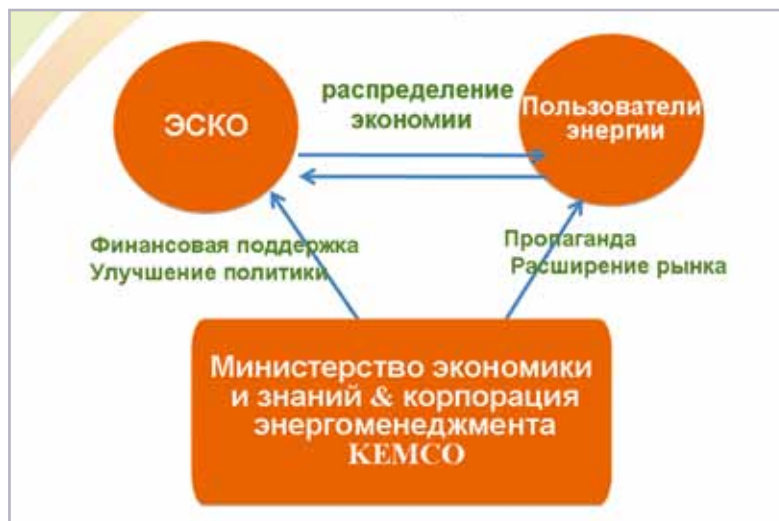 ЭСКО
распределение
экономии
Пользователи
энергии
Финансовая поддержка
Улучшение политики
Пропаганда
Расширение рынка
Министерство экономики
и знаний & корпорация
энергоменеджмента
KEMCO